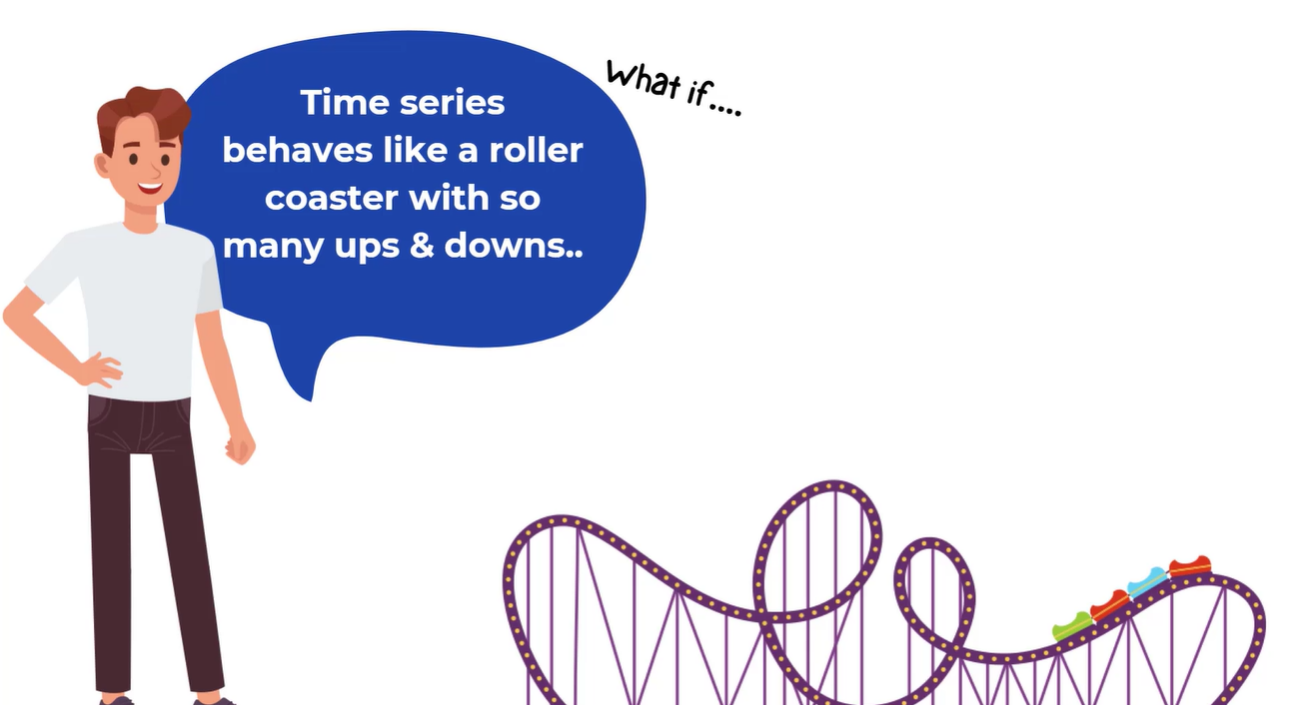 What if....
Time series
behaves like a roller
coaster with so
many ups & downs..